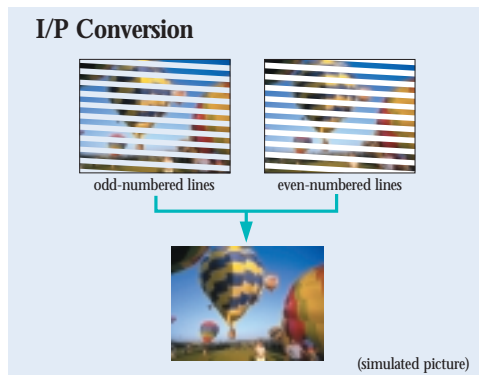 I/P Conversion
odd-numbered lines
even-numbered lines
(simulated picture)